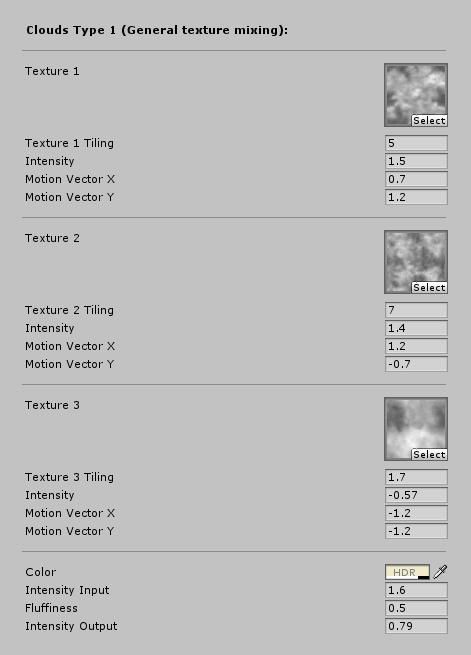 Clouds Type 1 (General texture mixing):
Texture 1
Select
Texture 1 Tiling 5
Intensity 1.5
Motion Vector X 0.7
Motion Vector Y 1.2
Texture 2
Select
Texture 2 Tiling 7
Intensity 1.4
Motion Vector X 1.2
Motion Vector Y -0.7
Texture 3
Select
Texture 3 Tiling 1.7
Intensity -0.57
Motion Vector X -1.2
Motion Vector Y -1.2
Color HDR
Intensity Input 1.6
Fluffiness 0.5
Intensity Output 0.79